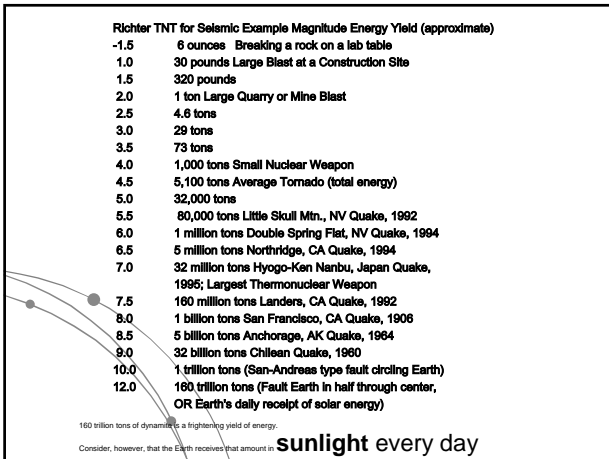 Richter TNT for Seismic Example Magnitude Energy Yield (approximate)
-1.5 6 ounces Breaking a rock on a lab table
1.0 30 pounds Large Blast at a Construction Site
1.5 320 pounds
2.0 1 ton Large Quarry or Mine Blast
2.5 4.6 tons
3.0 29 tons
3.5 73 tons
4.0 1,000 tons Small Nuclear Weapon
4.5 5,100 tons Average Tornado (total energy)
5.0 32,000 tons
5.5 80,000 tons Little Skull Mtn., NV Quake, 1992
6.0 1 million tons Double Spring Flat, NV Quake, 1994
6.5 5 million tons Northridge, CA Quake, 1994
7.0 32 million tons Hyogo-Ken Nanbu, Japan Quake,
1995; Largest Thermonuclear Weapon
7.5 160 million tons Landers, CA Quake, 1992
8.0 1 billion tons San Francisco, CA Quake, 1906
8.5 5 billion tons Anchorage, AK Quake, 1964
9.0 32 billion tons Chilean Quake, 1960
10.0 1 trillion tons (San-Andreas type fault circling Earth)
12.0 160 trillion tons (Fault Earth in half through center,
OR Earth's daily receipt of solar energy)
160 trillion tons of dynamite is a frightening yield of energy.
Consider, however, that the Earth receives that amount in sunlight every day